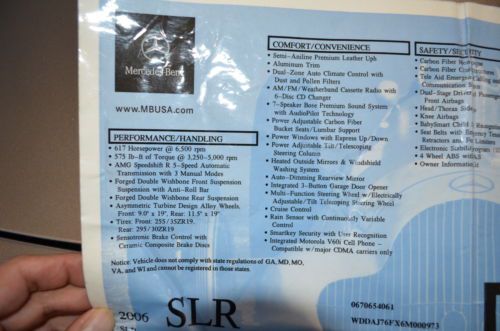 Mercedes-Benz
www.MBUSA.com
PERFORMANCE/HANDLING
• 617 Horsepower @ 6,500 rpm
• 575 lb-ft of Torque @ 3,250-5,000 rpm
• AMG Speedshift R 5-Speed Automatic
Transmission with 3 Manual Modes
• Forged Double Wishbone Front Suspension
Suspension with Anti-Roll Bar
• Forged Double Wishbone Rear Suspension
• Asymmetric Turbine Design Alloy Wheels.
Front: 9.0" x 19". Rear: 11.5" x 19"
• Tires: Front: 255/35ZR19.
Rear: 295/30ZR19
• Sensotronic Brake Control with
Ceramic Composite Brake Discs
COMFORT/CONVENIENCE
• Semi-Aniline Premium Leather Uph
• Aluminum Trim
• Dual-Zone Auto Climate Control with
Dust and Pollen Filters
• AM/FM/Weatherband Cassette Radio with
6-Disc CD Changer
• 7-Speaker Bose Premium Sound System
with AudioPilot Technology
• Power Adjustable Carbon Fiber
Bucket Seats/Lumbar Support
• Power Windows with Express Up/Down
• Power Adjustable Tilt/Telescoping
Steering Column
• Heated Outside Mirrors & Windshield
Washing System
• Auto-Dimming Rearview Mirror
• Integrated 3-Button Garage Door Opener
• Multi-Function Steering Wheel w/Electrically
Adjustable/Tilt Telescoping Steering Wheel
• Cruise Control
• Rain Sensor with Continuously Variable
Control
• Smartkey Security with User Recognition
• Integrated Motorola V60i Cell Phone -
Compatible w/major CDMA carriers only
SAFETY/SECURITY
• Carbon Fiber
• Carbon Fiber
• Tele Aid Emergency
Communication
• Dual-Stage Driver
Front Airbags
• Head/Thorax
• Knee Airbags
• BabySmart Child
• Seat Belts with Emergency
Retractors
• Electronic Stabil
• 4 Wheel ABS with
• Owner Informati
Notice: Vehicle does not comply with state regulations of GA, MD, MO,
VA, and WI and cannot be registered in those states.
2006 SLR
0670654061
WDDAJ76FX6M000973